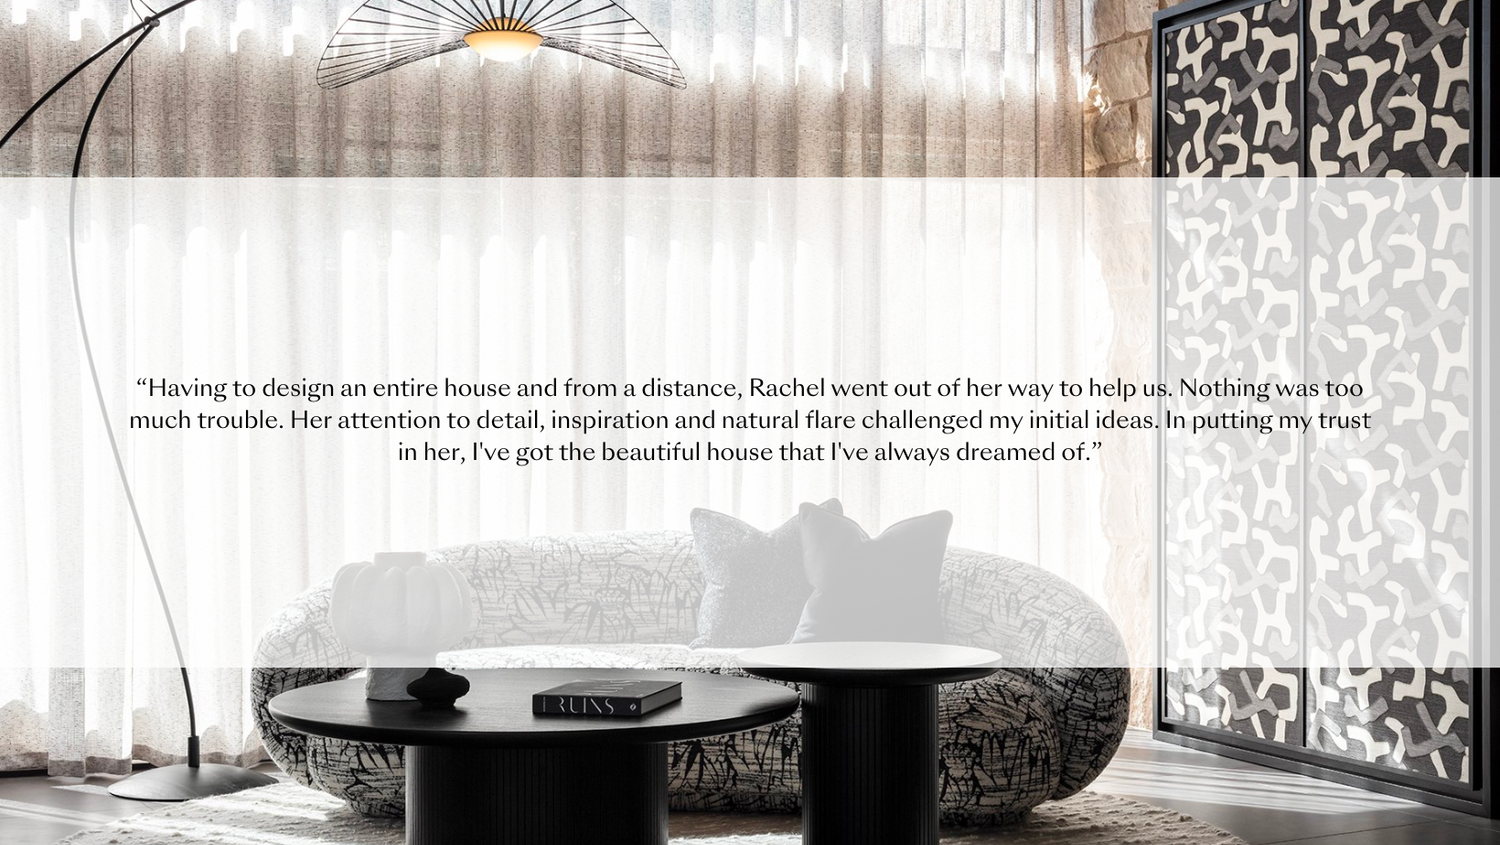 “Having to design an entire house and from a distance, Rachel went out of her way to help us. Nothing was too
much trouble. Her attention to detail, inspiration and natural flare challenged my initial ideas. In putting my trust
in her, I've got the beautiful house that I've always dreamed of.”
RUINS